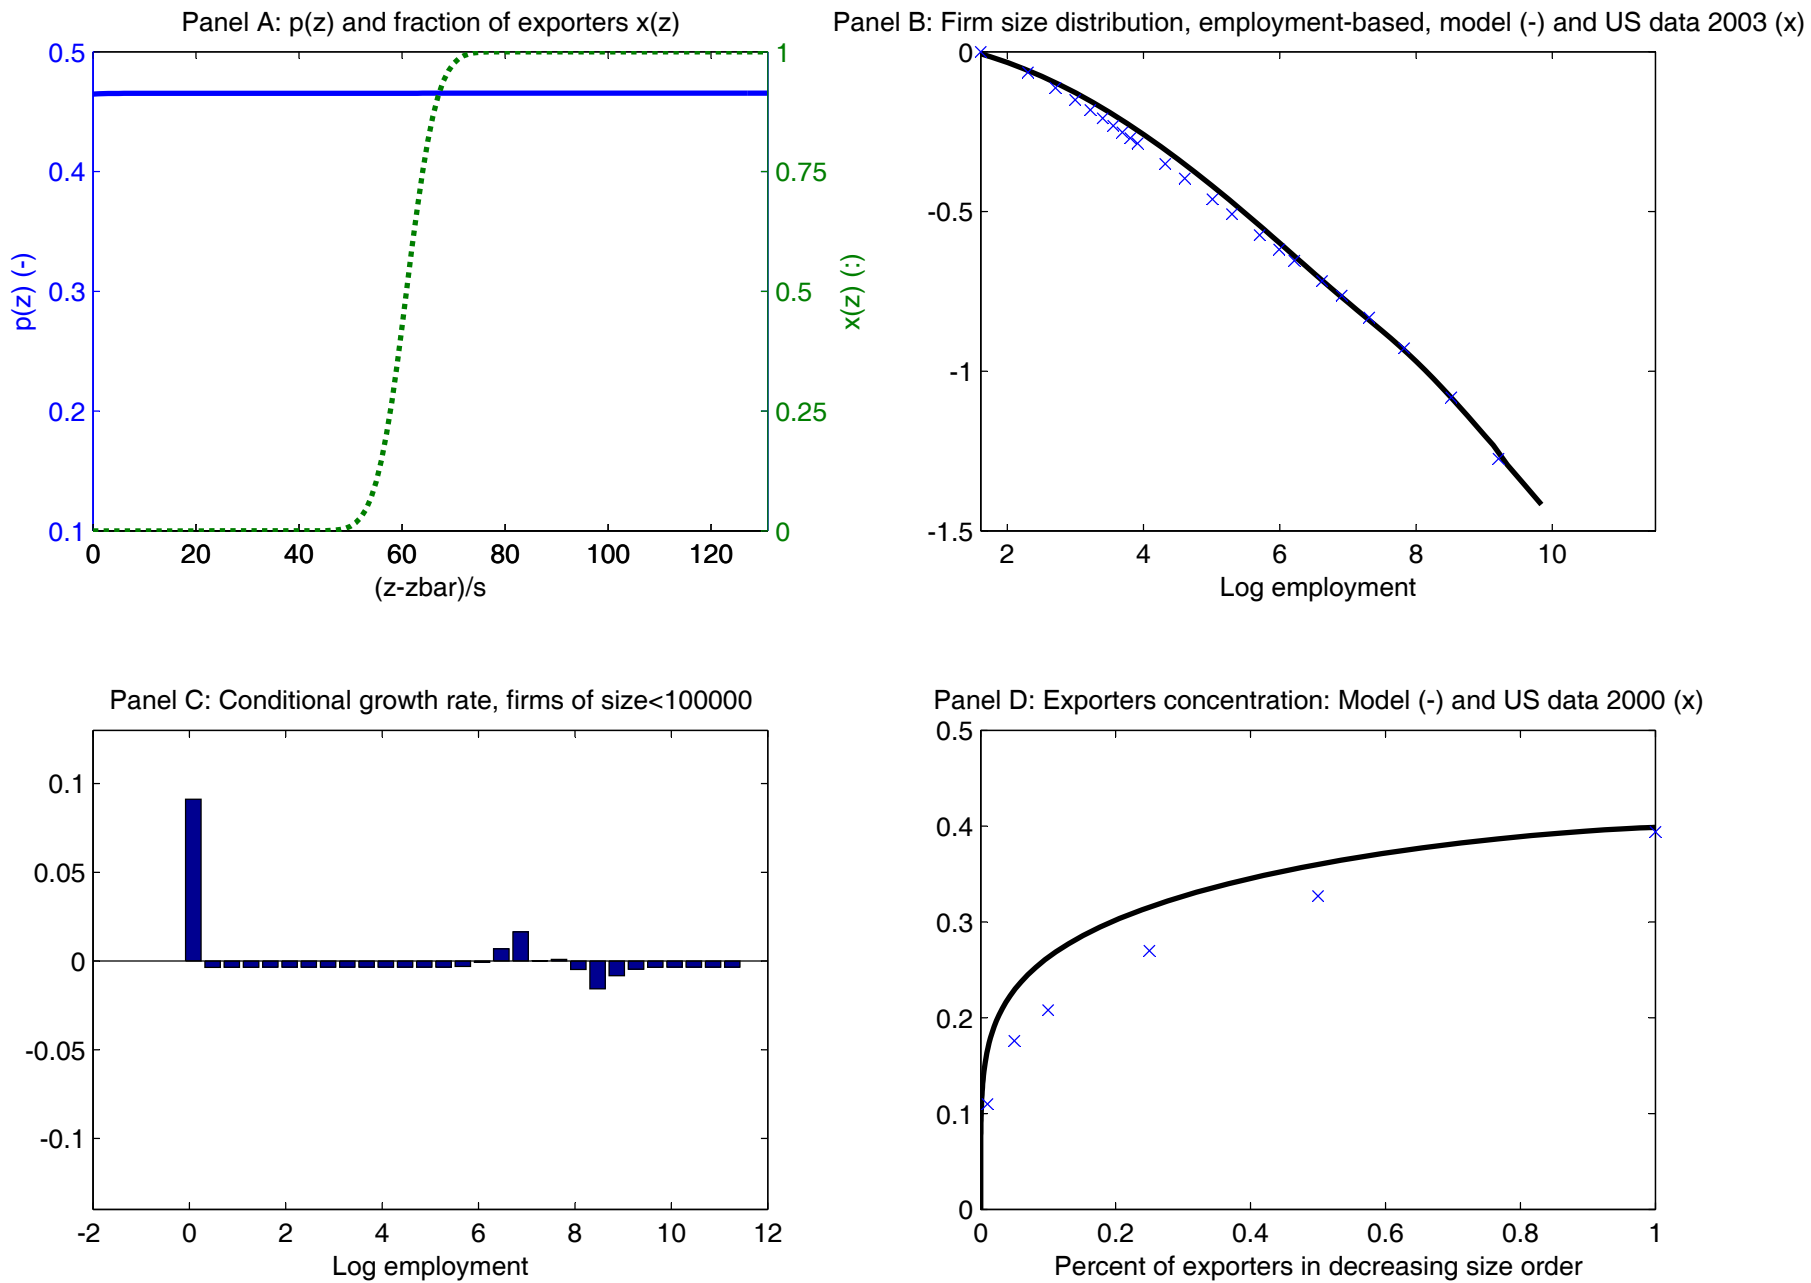 Panel A: p(z) and fraction of exporters x(z)
0.5
0.4
0.3
0.2
0.1
p(z) (-)
1
0.75
0.5
0.25
0
x(z) (:)
0 20 40 60 80 100 120
(z-zbar)/s
Panel B: Firm size distribution, employment-based, model (-) and US data 2003 (x)
0
-0.5
-1
-1.5
2 4 6 8 10
Log employment
Panel C: Conditional growth rate, firms of size<100000
0.1
0.05
0
-0.05
-0.1
-2 0 2 4 6 8 10 12
Log employment
Panel D: Exporters concentration: Model (-) and US data 2000 (x)
0.5
0.4
0.3
0.2
0.1
0
0 0.2 0.4 0.6 0.8 1
Percent of exporters in decreasing size order